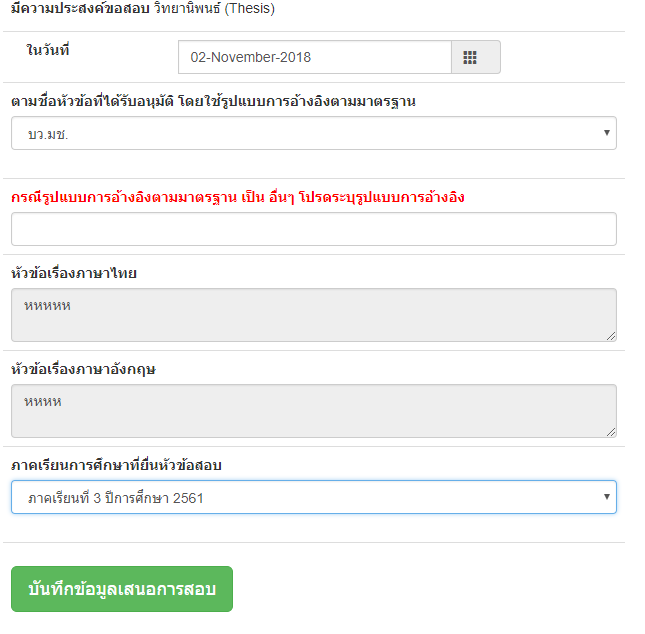 มีความประสงค์ขอสอบ วิทยานิพนธ์ (Thesis)
ในวันที่ 02-November-2018
ตามชื่อหัวข้อที่ได้รับอนุมัติ โดยใช้รูปแบบการอ้างอิงตามมาตรฐาน
บว.มช.
กรณีรูปแบบการอ้างอิงตามมาตรฐาน เป็น อื่นๆ โปรดระบุรูปแบบการอ้างอิง
หัวข้อเรื่องภาษาไทย
หหหหห
หัวข้อเรื่องภาษาอังกฤษ
หหหห
ภาคเรียนการศึกษาที่ยื่นหัวข้อสอบ
ภาคเรียนที่ 3 ปีการศึกษา 2561
บันทึกข้อมูลเสนอการสอบ